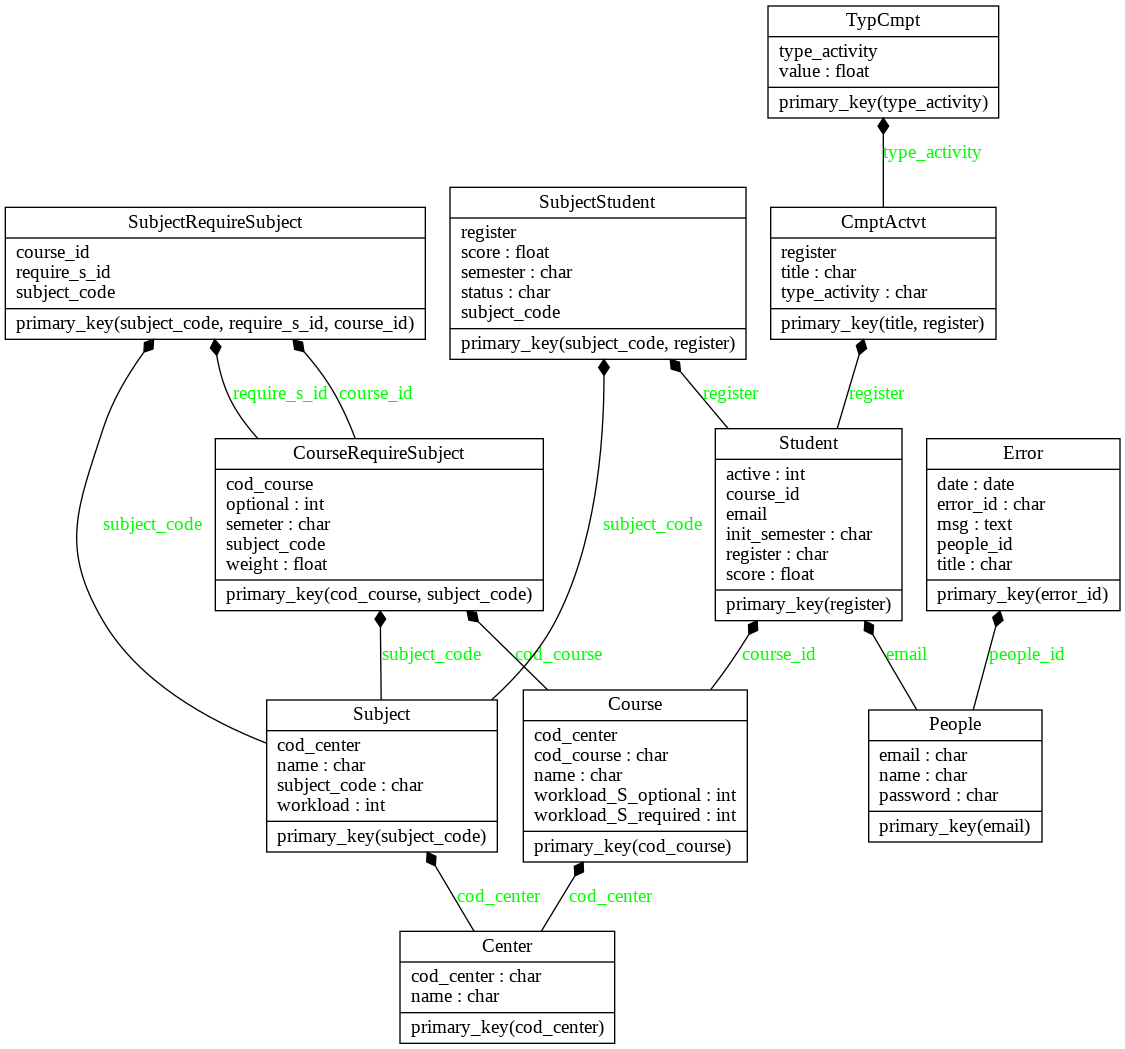 TypCmpt
type_activity
value : float
primary_key(type_activity)
type_activity
SubjectRequireSubject
course_id
require_s_id
subject_code
primary_key(subject_code, require_s_id, course_id)
SubjectStudent
register
score : float
semester : char
status : char
subject_code
primary_key(subject_code, register)
CmptActvt
register
title : char
type_activity : char
primary_key(title, register)
require_s_id
course_id
register
register
CourseRequireSubject
cod_course
optional : int
semeter : char
subject_code
weight : float
primary_key(cod_course, subject_code)
Student
active : int
course_id
email
init_semester : char
register : char
score : float
primary_key(register)
Error
date : date
error_id : char
msg : text
people_id
title : char
primary_key(error_id)
subject_code
subject_code
subject_code
cod_course
course_id
email
people_id
Subject
cod_center
name : char
subject_code : char
workload : int
primary_key(subject_code)
Course
cod_center
cod_course : char
name : char
workload_S_optional : int
workload_S_required : int
primary_key(cod_course)
People
email : char
name : char
password : char
primary_key(email)
cod_center
cod_center
Center
cod_center : char
name : char
primary_key(cod_center)